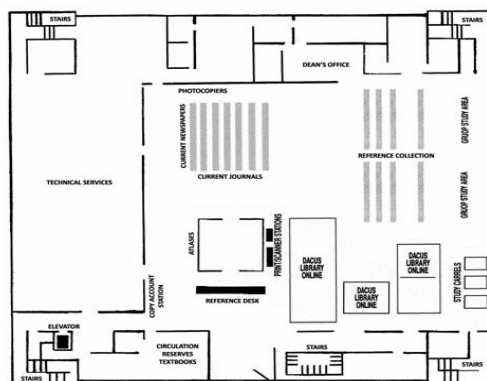 STAIRS
STAIRS
DEAN'S OFFICE
PHOTOCOPIERS
CURRENT NEWSPAPERS
GRUOP STUDY AREA
REFERENCE COLLECTION
CURRENT JOURNALS
TECHNICAL SERVICES
GRUOP STUDY AREA
ATLASES
PRINT/SCANNER STATIONS
DACUS
LIBRARY
ONLINE
DACUS
LIBRARY
ONLINE
DACUS
LIBRARY
ONLINE
STUDY CARRELS
REFERENCE DESK
COPY ACCOUNT
STATION
ELEVATOR
CIRCULATION
RESERVES
TEXTBOOKS
STAIRS
STAIRS
STAIRS